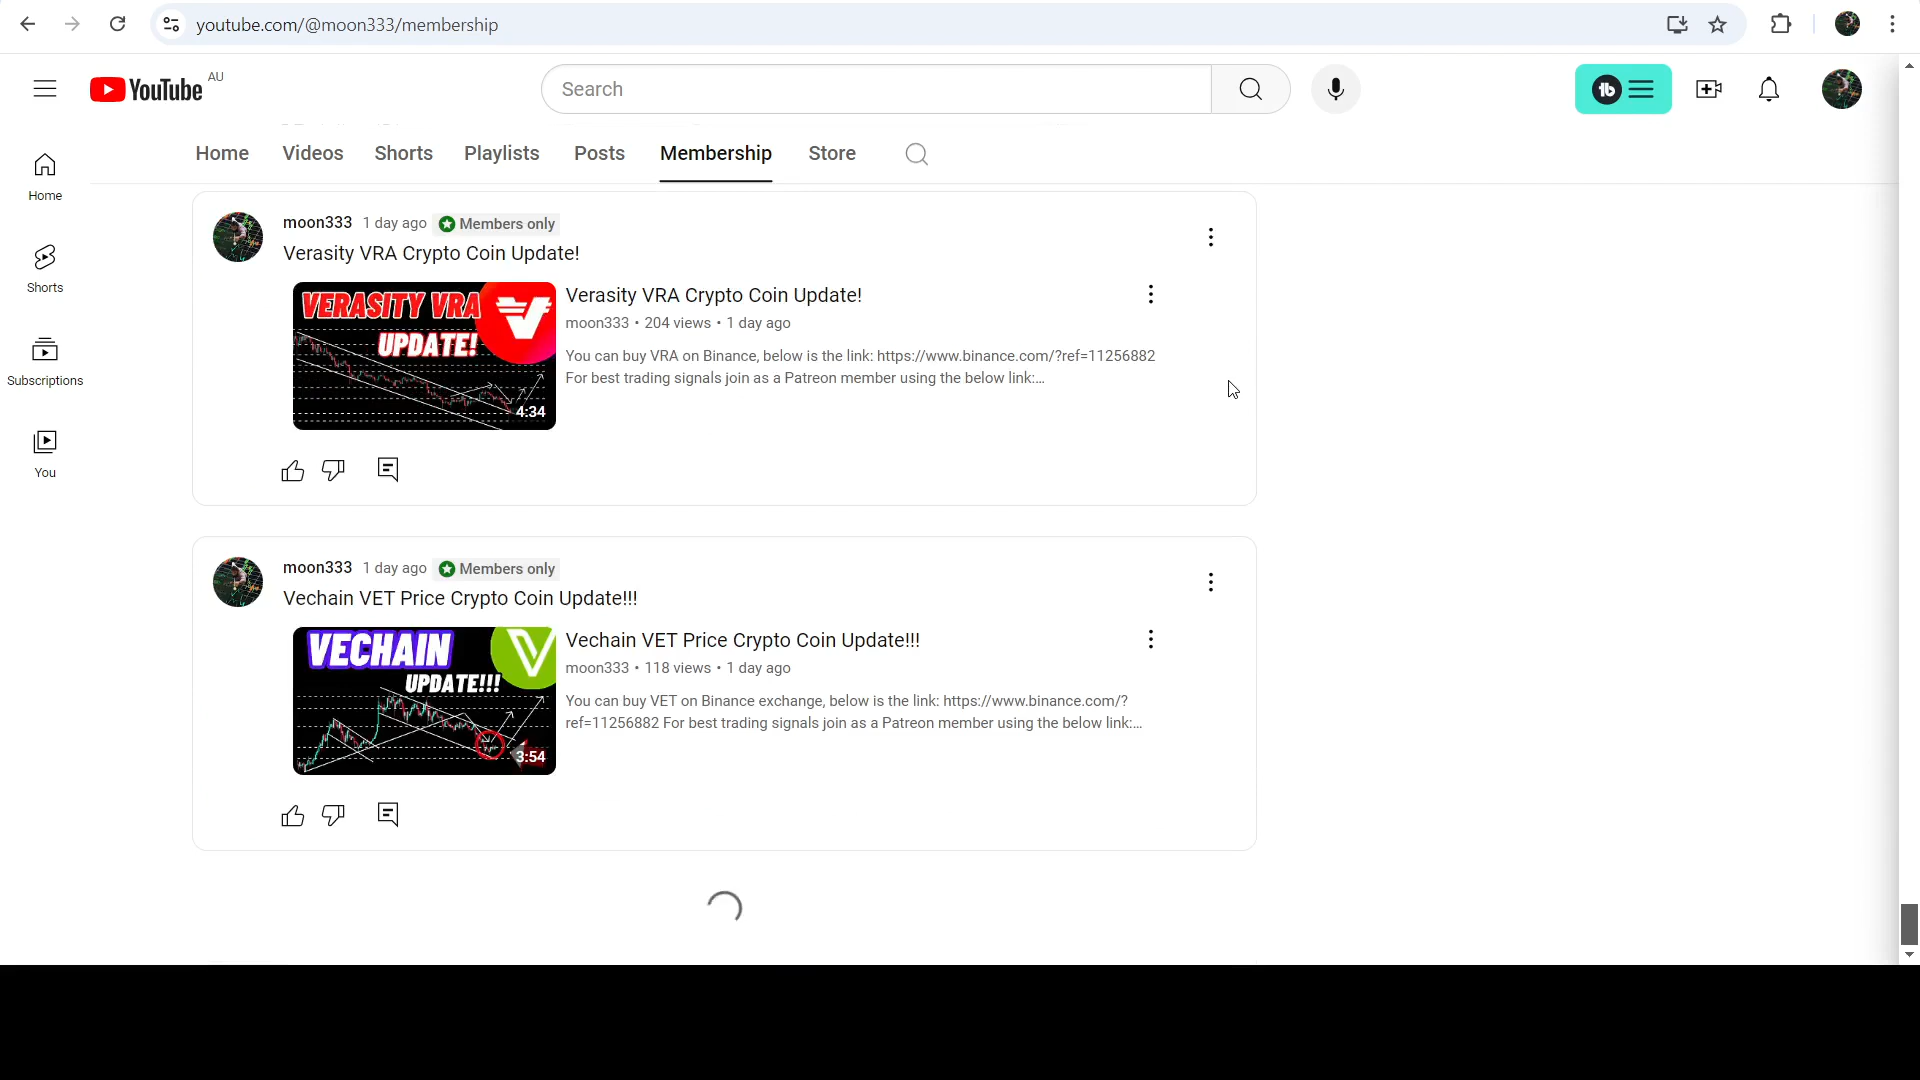 youtube.com/@moon333/membership
YouTube AU
Search
Home Videos Shorts Playlists Posts Membership Store
Home
Shorts
Subscriptions
You
moon333 1 day ago Members only
Verasity VRA Crypto Coin Update!
VERASITY VRA
UPDATE!
4:34
Verasity VRA Crypto Coin Update!
moon333 • 204 views • 1 day ago
You can buy VRA on Binance, below is the link: https://www.binance.com/?ref=11256882
For best trading signals join as a Patreon member using the below link:...
moon333 1 day ago Members only
Vechain VET Price Crypto Coin Update!!!
VECHAIN
UPDATE!!!
3:54
Vechain VET Price Crypto Coin Update!!!
moon333 • 118 views • 1 day ago
You can buy VET on Binance exchange, below is the link: https://www.binance.com/?
ref=11256882 For best trading signals join as a Patreon member using the below link:...